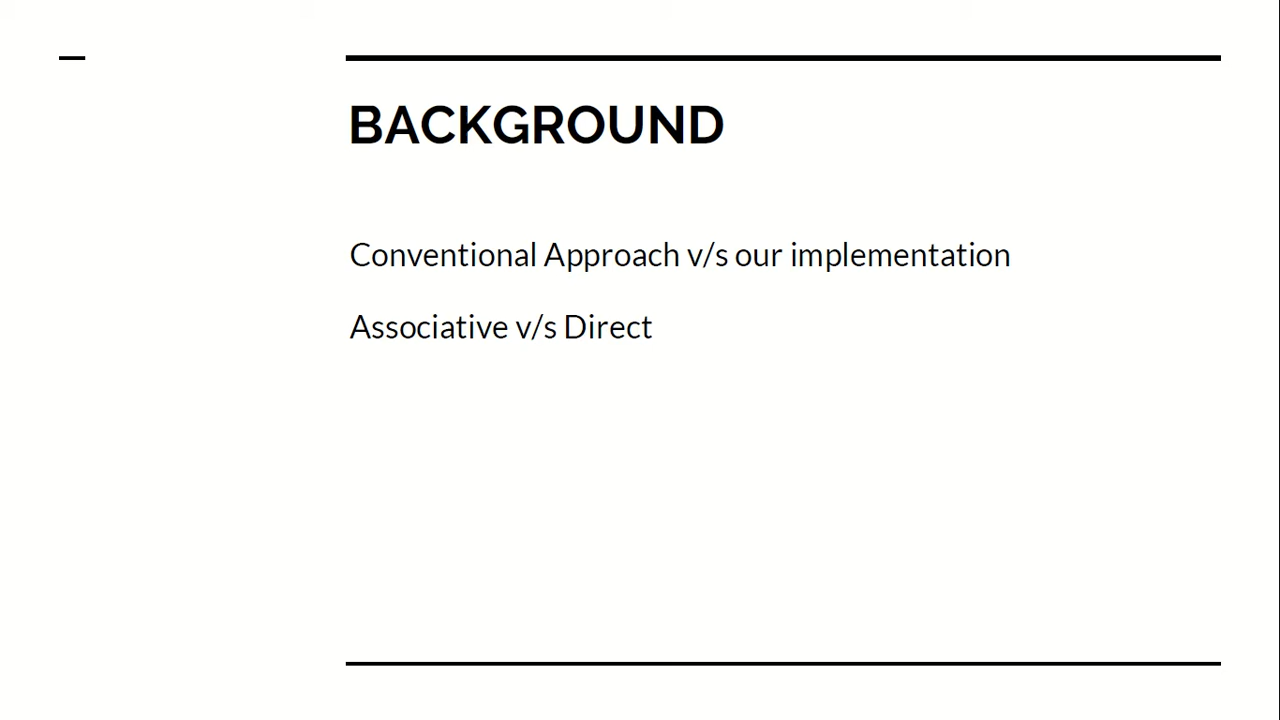 BACKGROUND
Conventional Approach v/s our implementation
Associative v/s Direct